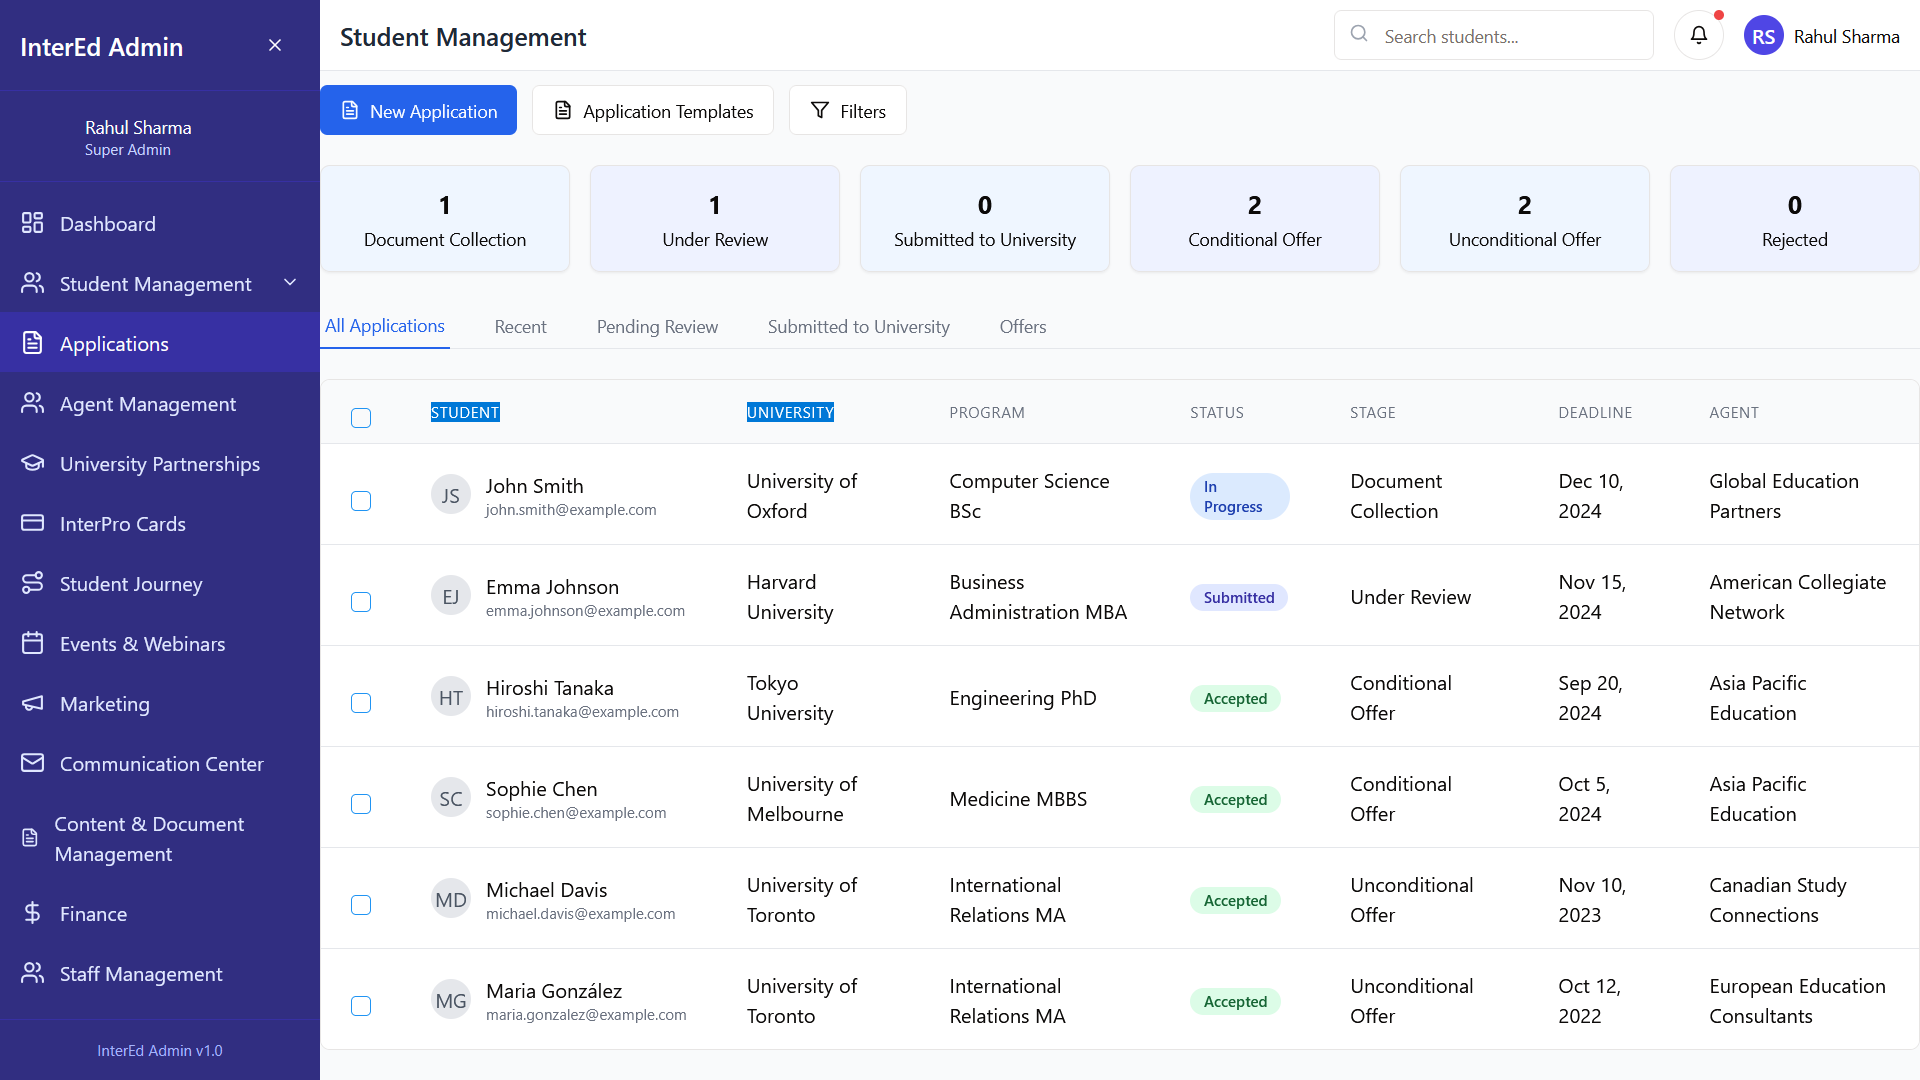 InterEd Admin
Rahul Sharma
Super Admin
Dashboard
Student Management
Applications
Agent Management
University Partnerships
InterPro Cards
Student Journey
Events & Webinars
Marketing
Communication Center
Content & Document
Management
Finance
Staff Management
InterEd Admin v1.0
Student Management
Search students...
RS
Rahul Sharma
New Application
Application Templates
Filters
1
Document Collection
1
Under Review
0
Submitted to University
2
Conditional Offer
2
Unconditional Offer
0
Rejected
All Applications
Recent
Pending Review
Submitted to University
Offers
STUDENT UNIVERSITY PROGRAM STATUS STAGE DEADLINE AGENT
JS
John Smith
john.smith@example.com
University of
Oxford
Computer Science
BSc
In
Progress
Document
Collection
Dec 10,
2024
Global Education
Partners
EJ
Emma Johnson
emma.johnson@example.com
Harvard
University
Business
Administration MBA
Submitted
Under Review
Nov 15,
2024
American Collegiate
Network
HT
Hiroshi Tanaka
hiroshi.tanaka@example.com
Tokyo
University
Engineering PhD
Accepted
Conditional
Offer
Sep 20,
2024
Asia Pacific
Education
SC
Sophie Chen
sophie.chen@example.com
University of
Melbourne
Medicine MBBS
Accepted
Conditional
Offer
Oct 5,
2024
Asia Pacific
Education
MD
Michael Davis
michael.davis@example.com
University of
Toronto
International
Relations MA
Accepted
Unconditional
Offer
Nov 10,
2023
Canadian Study
Connections
MG
Maria González
maria.gonzalez@example.com
University of
Toronto
International
Relations MA
Accepted
Unconditional
Offer
Oct 12,
2022
European Education
Consultants